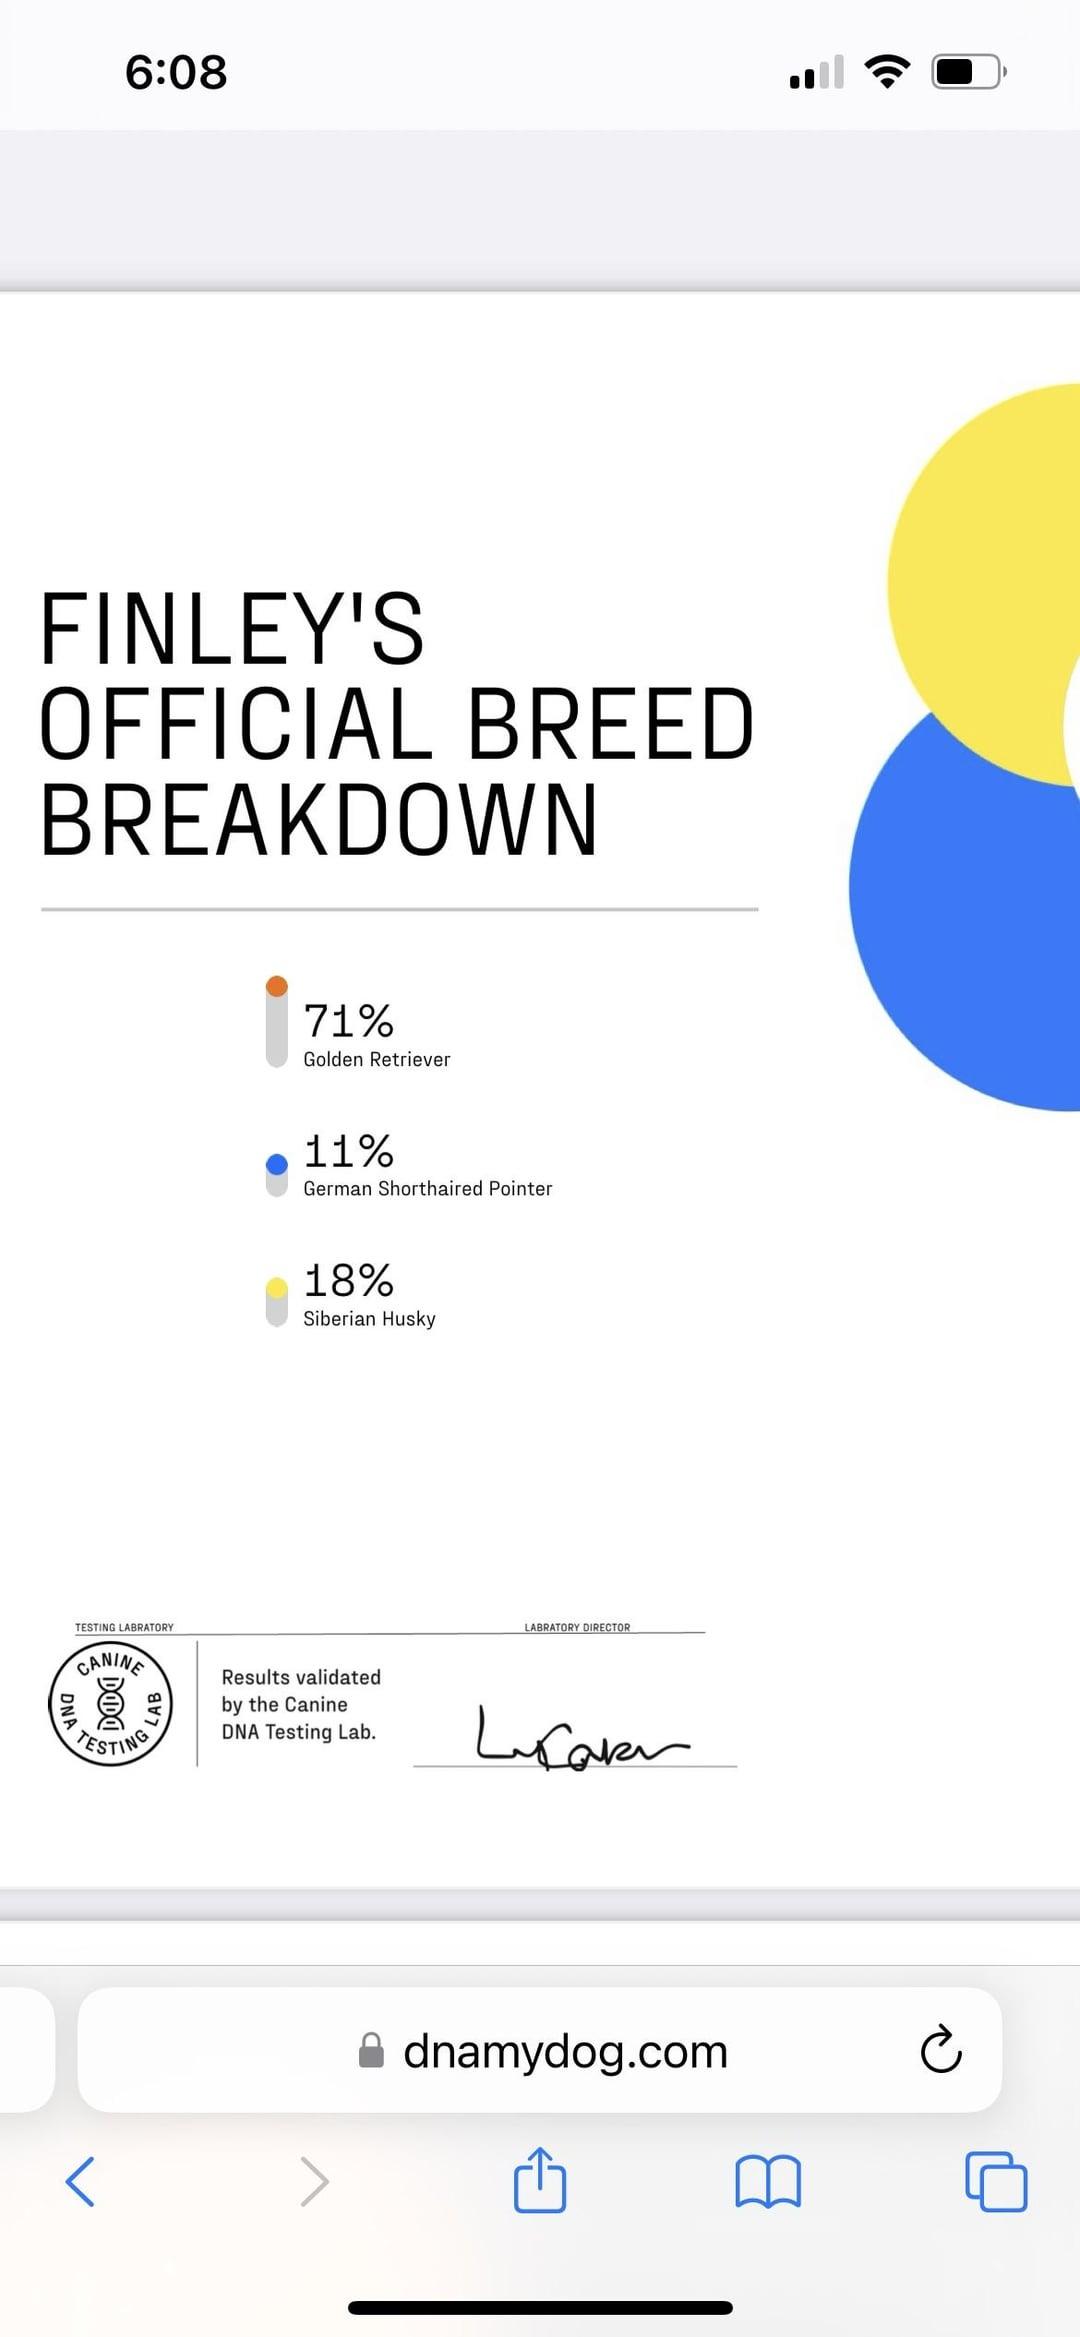 6:08
FINLEY'S
OFFICIAL BREED
BREAKDOWN
71%
Golden Retriever
11%
German Shorthaired Pointer
18%
Siberian Husky
TESTING LABRATORY
LABRATORY DIRECTOR
CANINE
DNA TESTING LAB
Results validated
by the Canine
DNA Testing Lab.
dnamydog.com